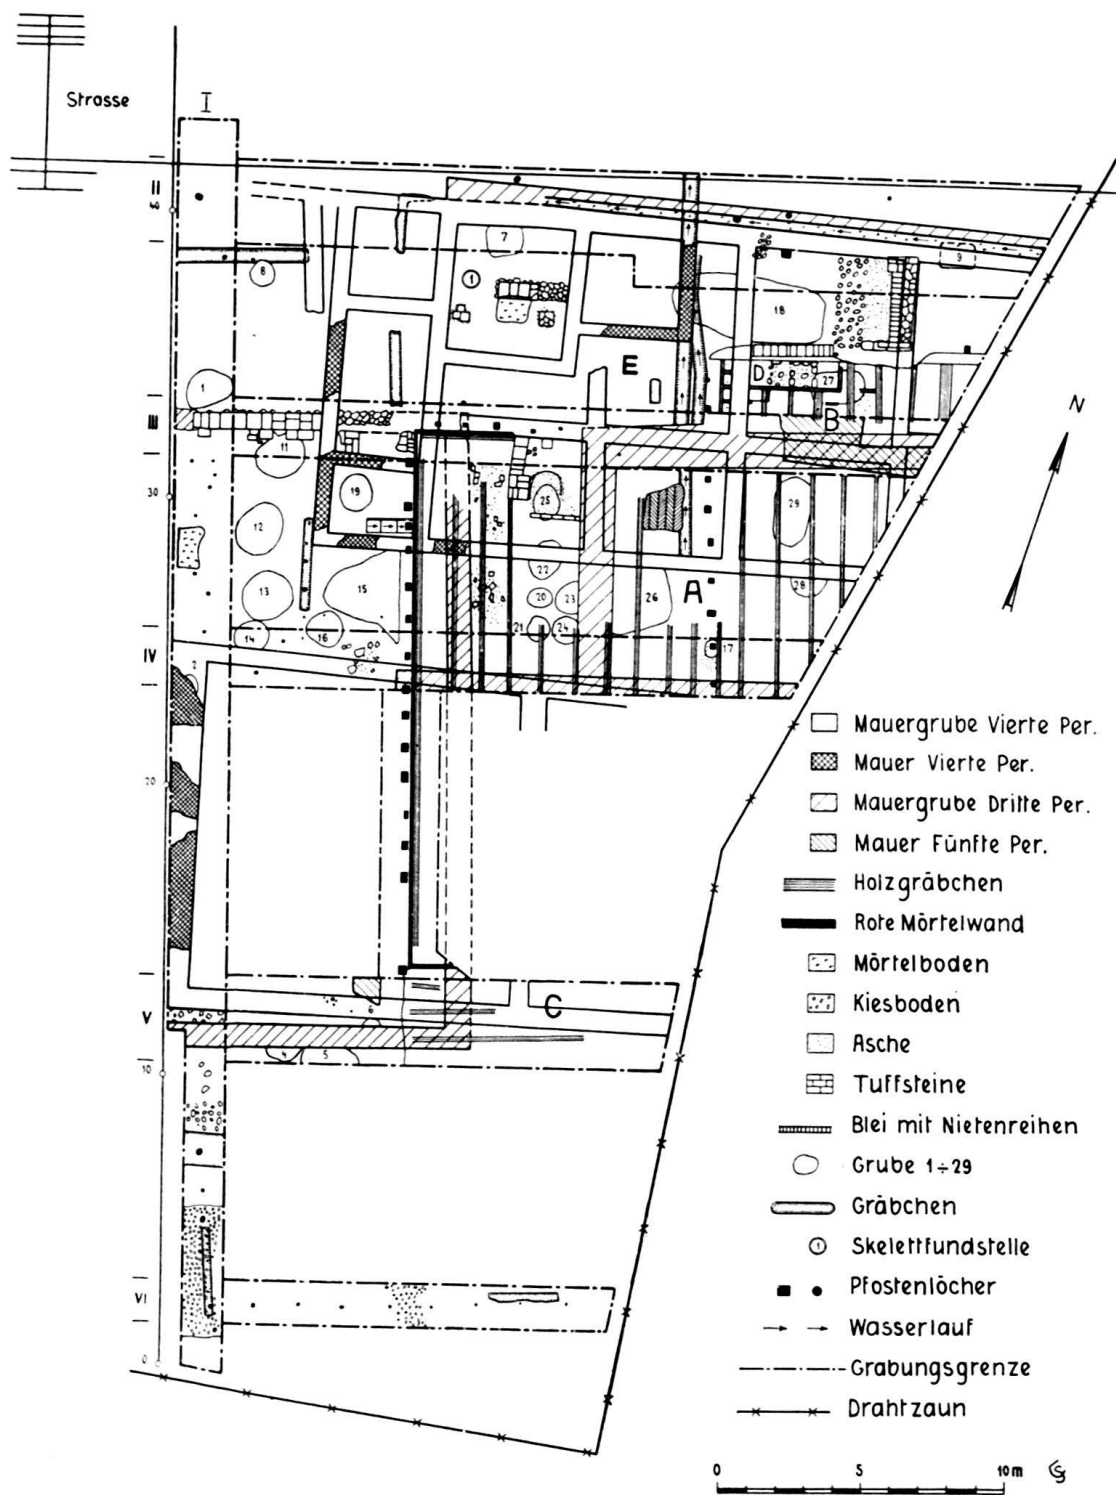 Strasse
I
II
40
7
8
9
1
18
E
D
27
1
B
N
III
11
30
19
25
29
12
22
13
15
20
23
26
A
28
14
16
21
24
17
IV
2
Mauergrube Vierte Per.
Mauer Vierte Per.
20
Mauergrube Dritte Per.
Mauer Fünfte Per.
Holzgräbchen
Rote Mörtelwand
Mörtelboden
6
C
Kiesboden
V
4
5
Asche
10
Tuffsteine
Blei mit Nietenreihen
Grube 1÷29
Gräbchen
1 Skelettfundstelle
Pfostenlöcher
VI
Wasserlauf
0
Grabungsgrenze
Drahtzaun
0 5 10 m